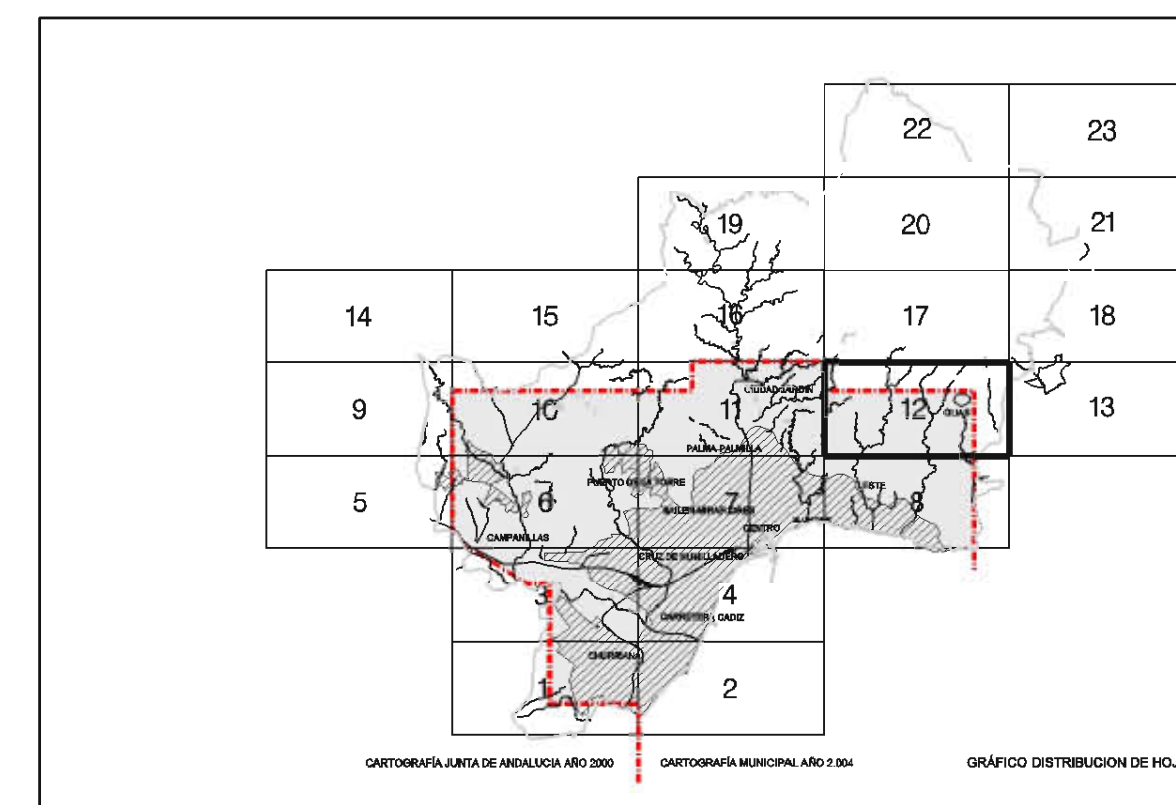 22 23
19 20 21
14 15 16 17 18
CIUDAD JARDIN
9 10 11 12 13
PALMA-PALMILLA
PUERTO DE LA TORRE
ESTE
5 6 7 8
CENTRO
CAMPANILLAS
CRUZ DE HUMILLADERO
3 4
CHURRIANA
1 2
CARTOGRAFÍA JUNTA DE ANDALUCIA AÑO 2000 CARTOGRAFÍA MUNICIPAL AÑO 2.004 GRÁFICO DISTRIBUCION DE HOJ